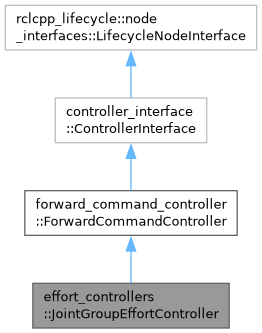 rclcpp_lifecycle::node
_interfaces::LifecycleNodeInterface
controller_interface
::ControllerInterface
forward_command_controller
::ForwardCommandController
effort_controllers
::JointGroupEffortController